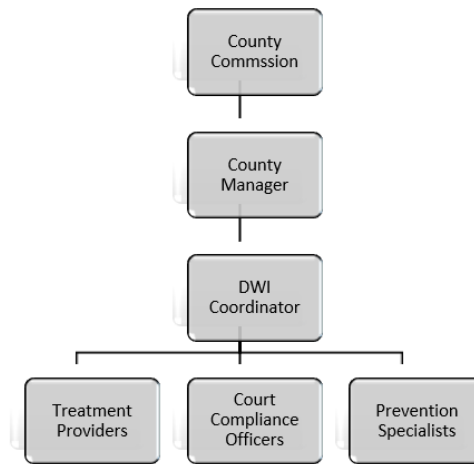 County
Commssion
County
Manager
DWI
Coordinator
Treatment
Providers
Court
Compliance
Officers
Prevention
Specialists